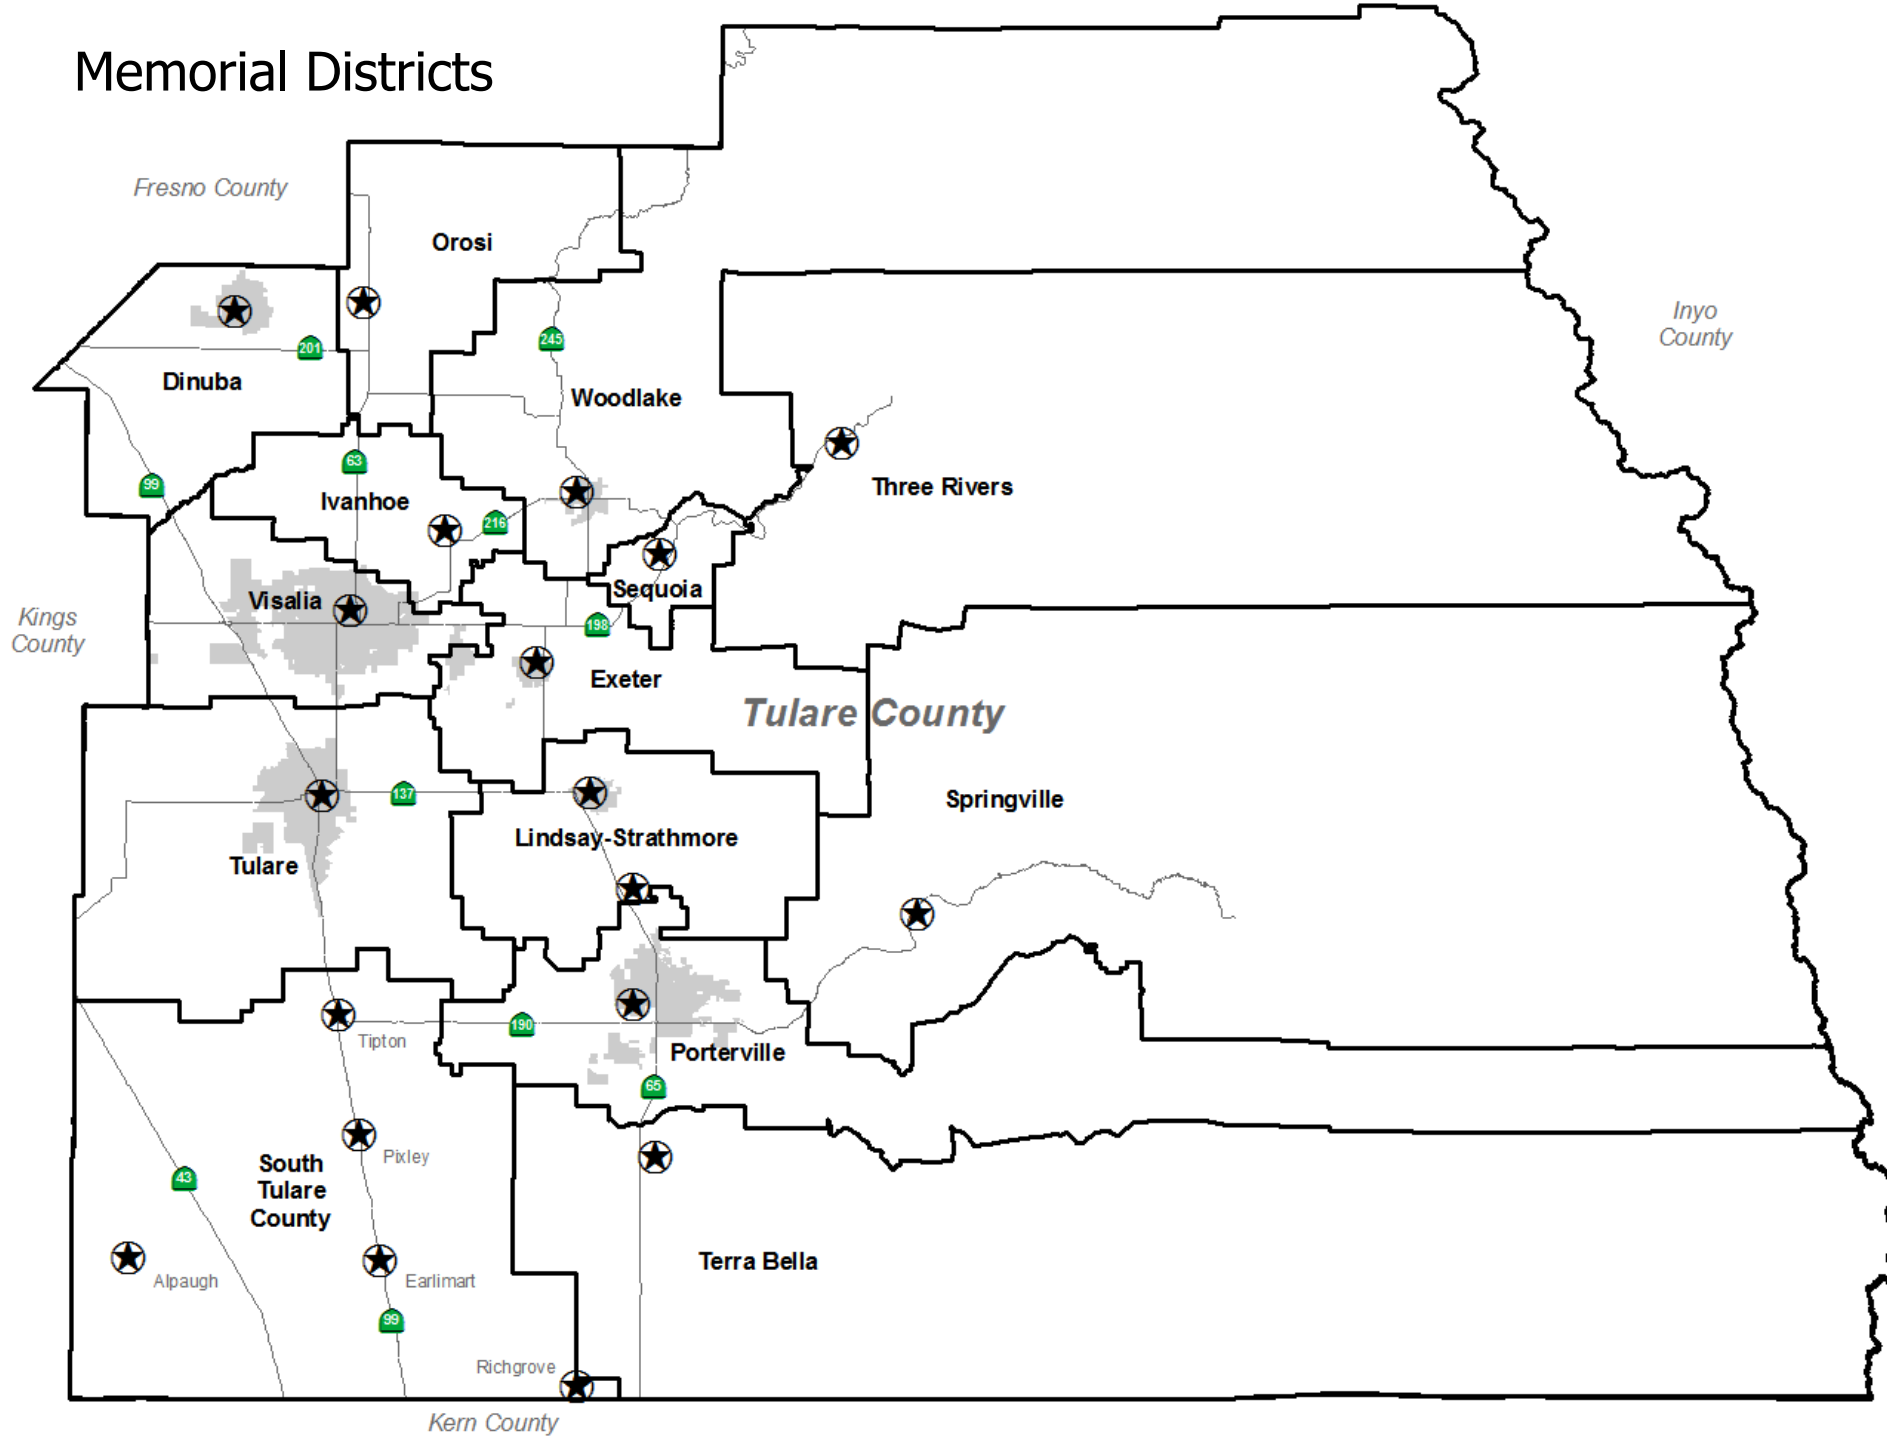 Memorial Districts
Fresno County
Orosi
Inyo
County
245
201
Dinuba
Woodlake
63
99
Three Rivers
Ivanhoe
216
Sequoia
Visalia
Kings
County
198
Exeter
Tulare County
137
Springville
Lindsay-Strathmore
Tulare
190
Tipton
Porterville
65
Pixley
South
Tulare
County
43
Terra Bella
Alpaugh
Earlimart
99
Richgrove
Kern County